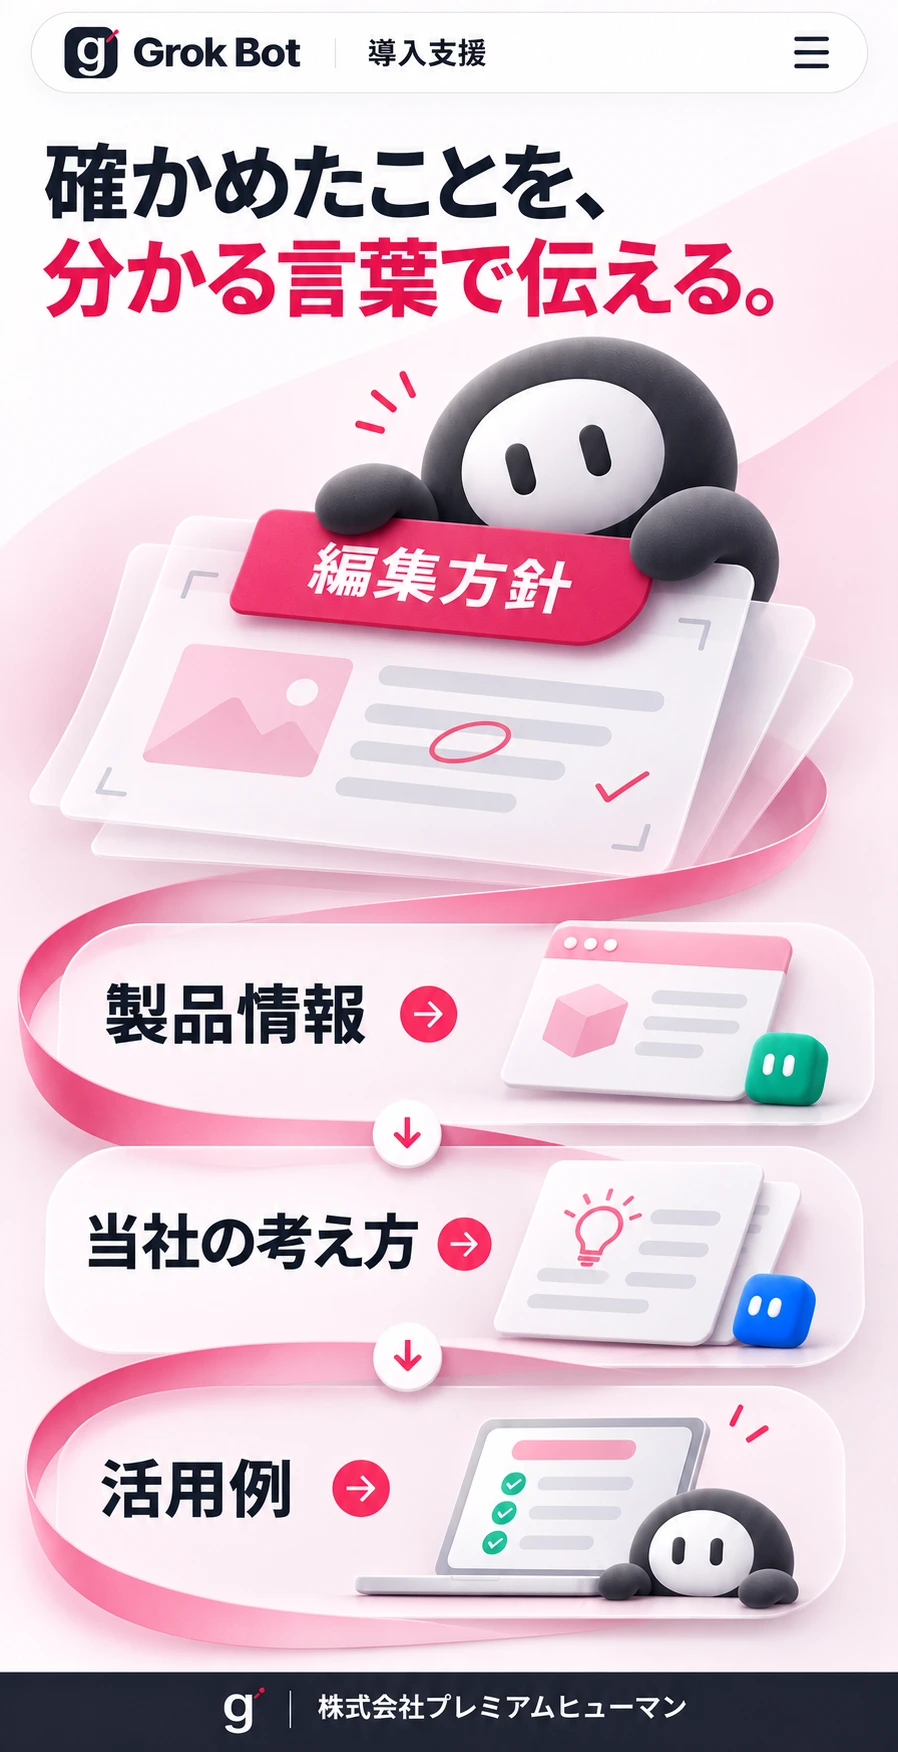 g Grok Bot 導入支援
確かめたことを、
分かる言葉で伝える。
編集方針
製品情報
当社の考え方
活用例
g 株式会社プレミアムヒューマン